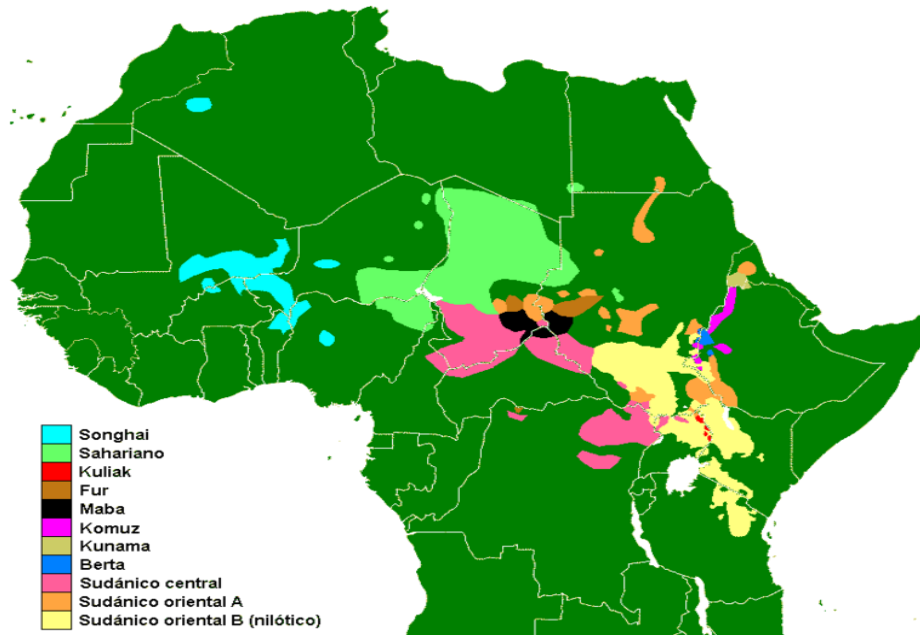 Songhai
Sahariano
Kuliak
Fur
Maba
Komuz
Kunama
Berta
Sudánico central
Sudánico oriental A
Sudánico oriental B (nilótico)